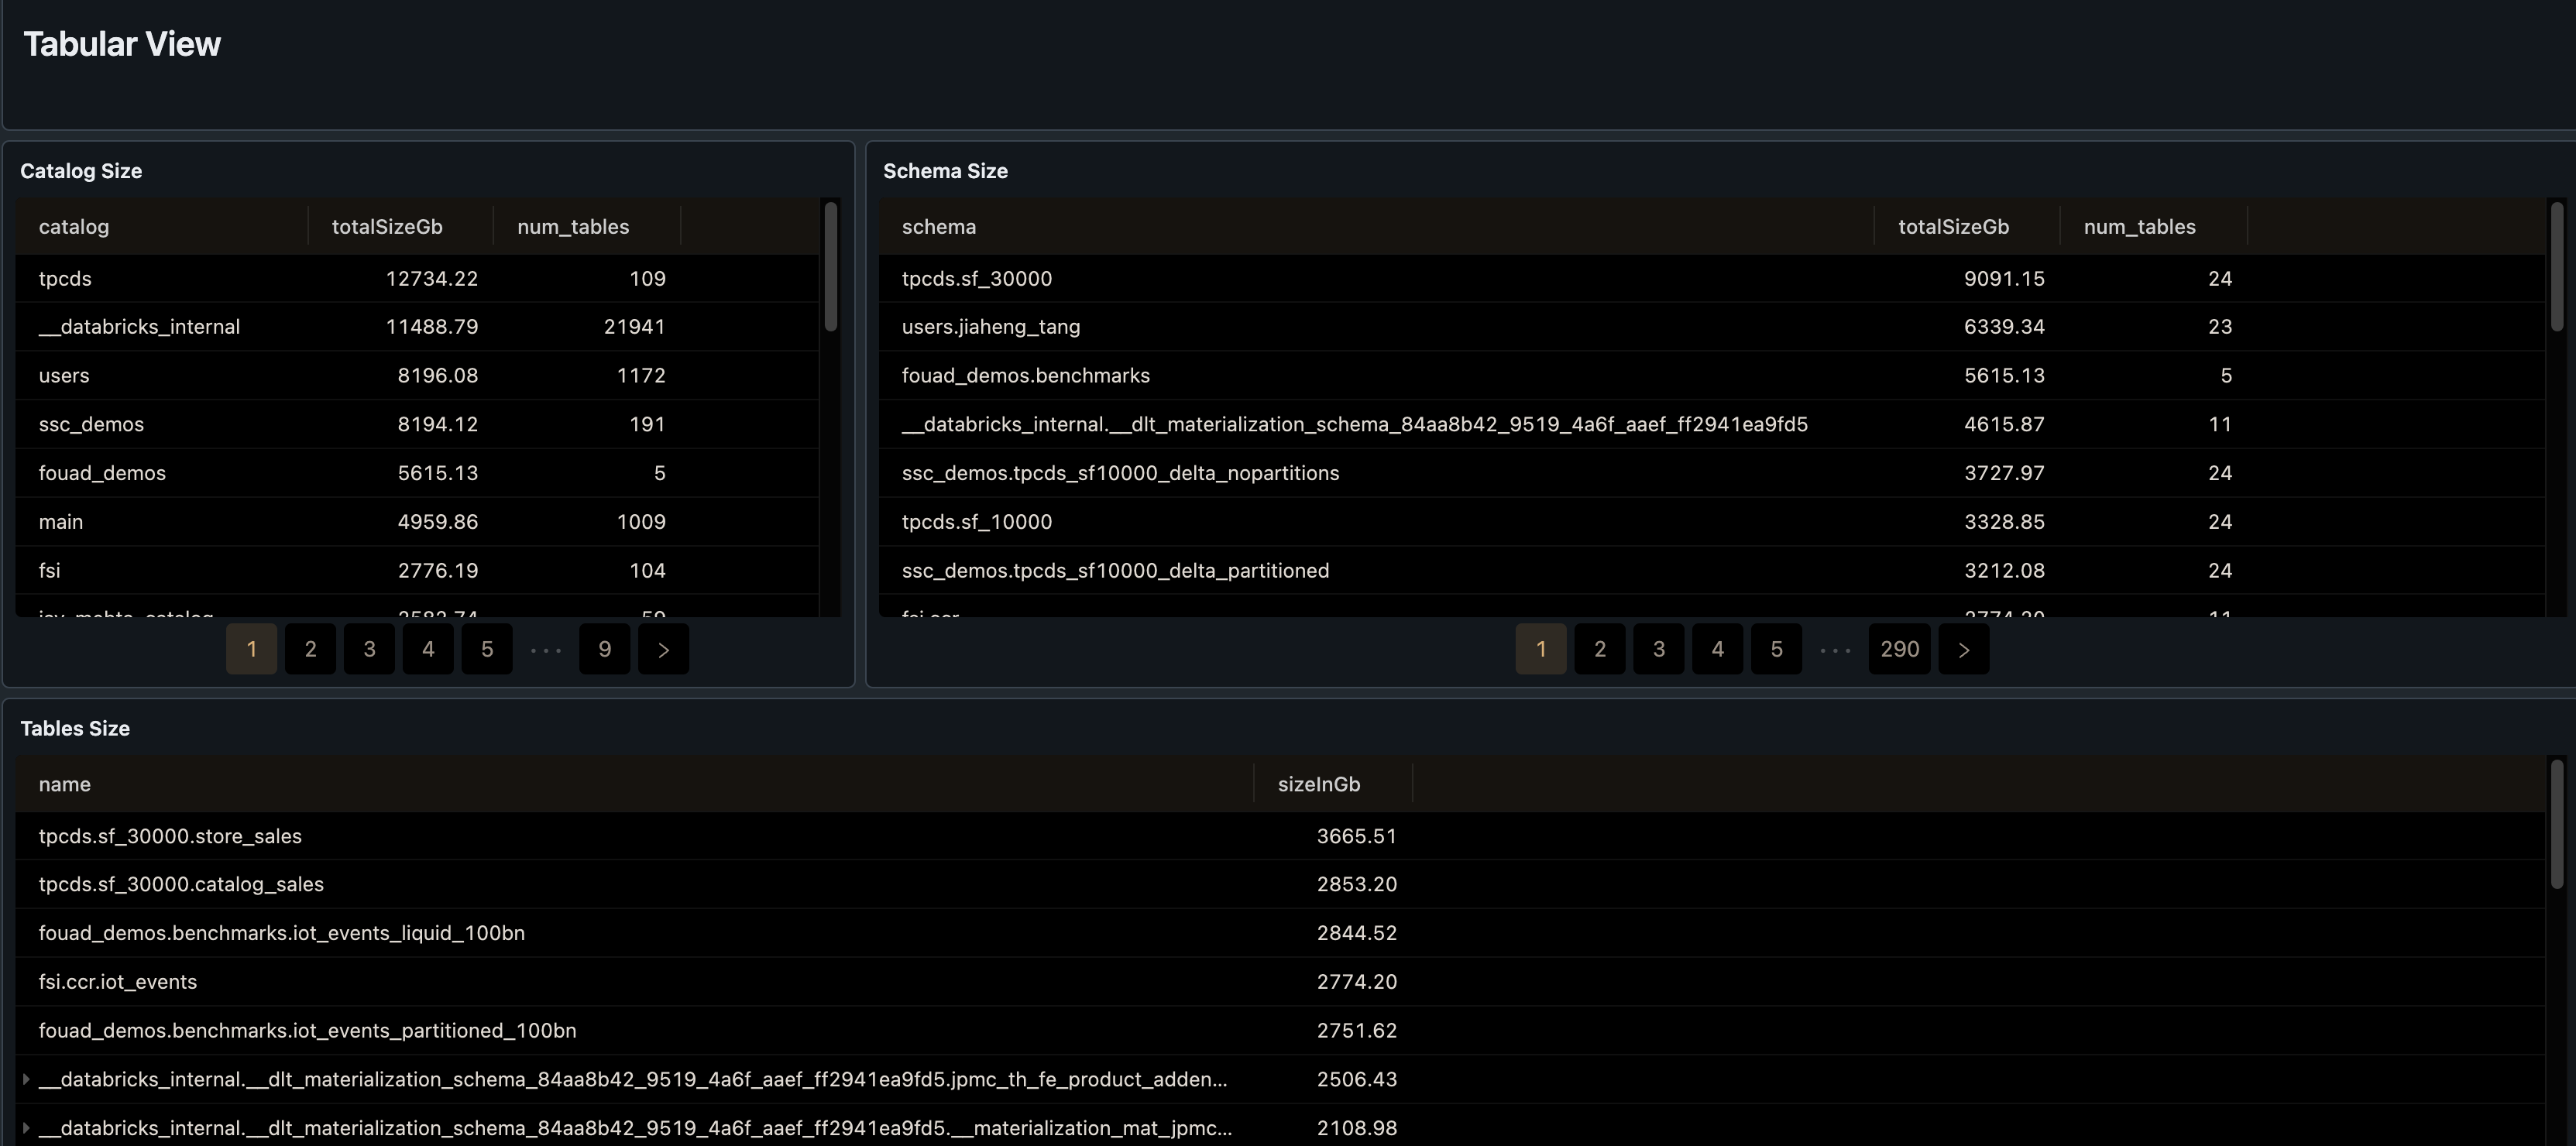 Tabular View
Catalog Size
catalog totalSizeGb num_tables
tpcds 12734.22 109
__databricks_internal 11488.79 21941
users 8196.08 1172
ssc_demos 8194.12 191
fouad_demos 5615.13 5
main 4959.86 1009
fsi 2776.19 104
1 2 3 4 5 ··· 9 >
Schema Size
schema totalSizeGb num_tables
tpcds.sf_30000 9091.15 24
users.jiaheng_tang 6339.34 23
fouad_demos.benchmarks 5615.13 5
__databricks_internal.__dlt_materialization_schema_84aa8b42_9519_4a6f_aaef_ff2941ea9fd5 4615.87 11
ssc_demos.tpcds_sf10000_delta_nopartitions 3727.97 24
tpcds.sf_10000 3328.85 24
ssc_demos.tpcds_sf10000_delta_partitioned 3212.08 24
1 2 3 4 5 ··· 290 >
Tables Size
name sizeInGb
tpcds.sf_30000.store_sales 3665.51
tpcds.sf_30000.catalog_sales 2853.20
fouad_demos.benchmarks.iot_events_liquid_100bn 2844.52
fsi.ccr.iot_events 2774.20
fouad_demos.benchmarks.iot_events_partitioned_100bn 2751.62
__databricks_internal.__dlt_materialization_schema_84aa8b42_9519_4a6f_aaef_ff2941ea9fd5.jpmc_th_fe_product_adden... 2506.43
__databricks_internal.__dlt_materialization_schema_84aa8b42_9519_4a6f_aaef_ff2941ea9fd5.__materialization_mat_jpmc... 2108.98